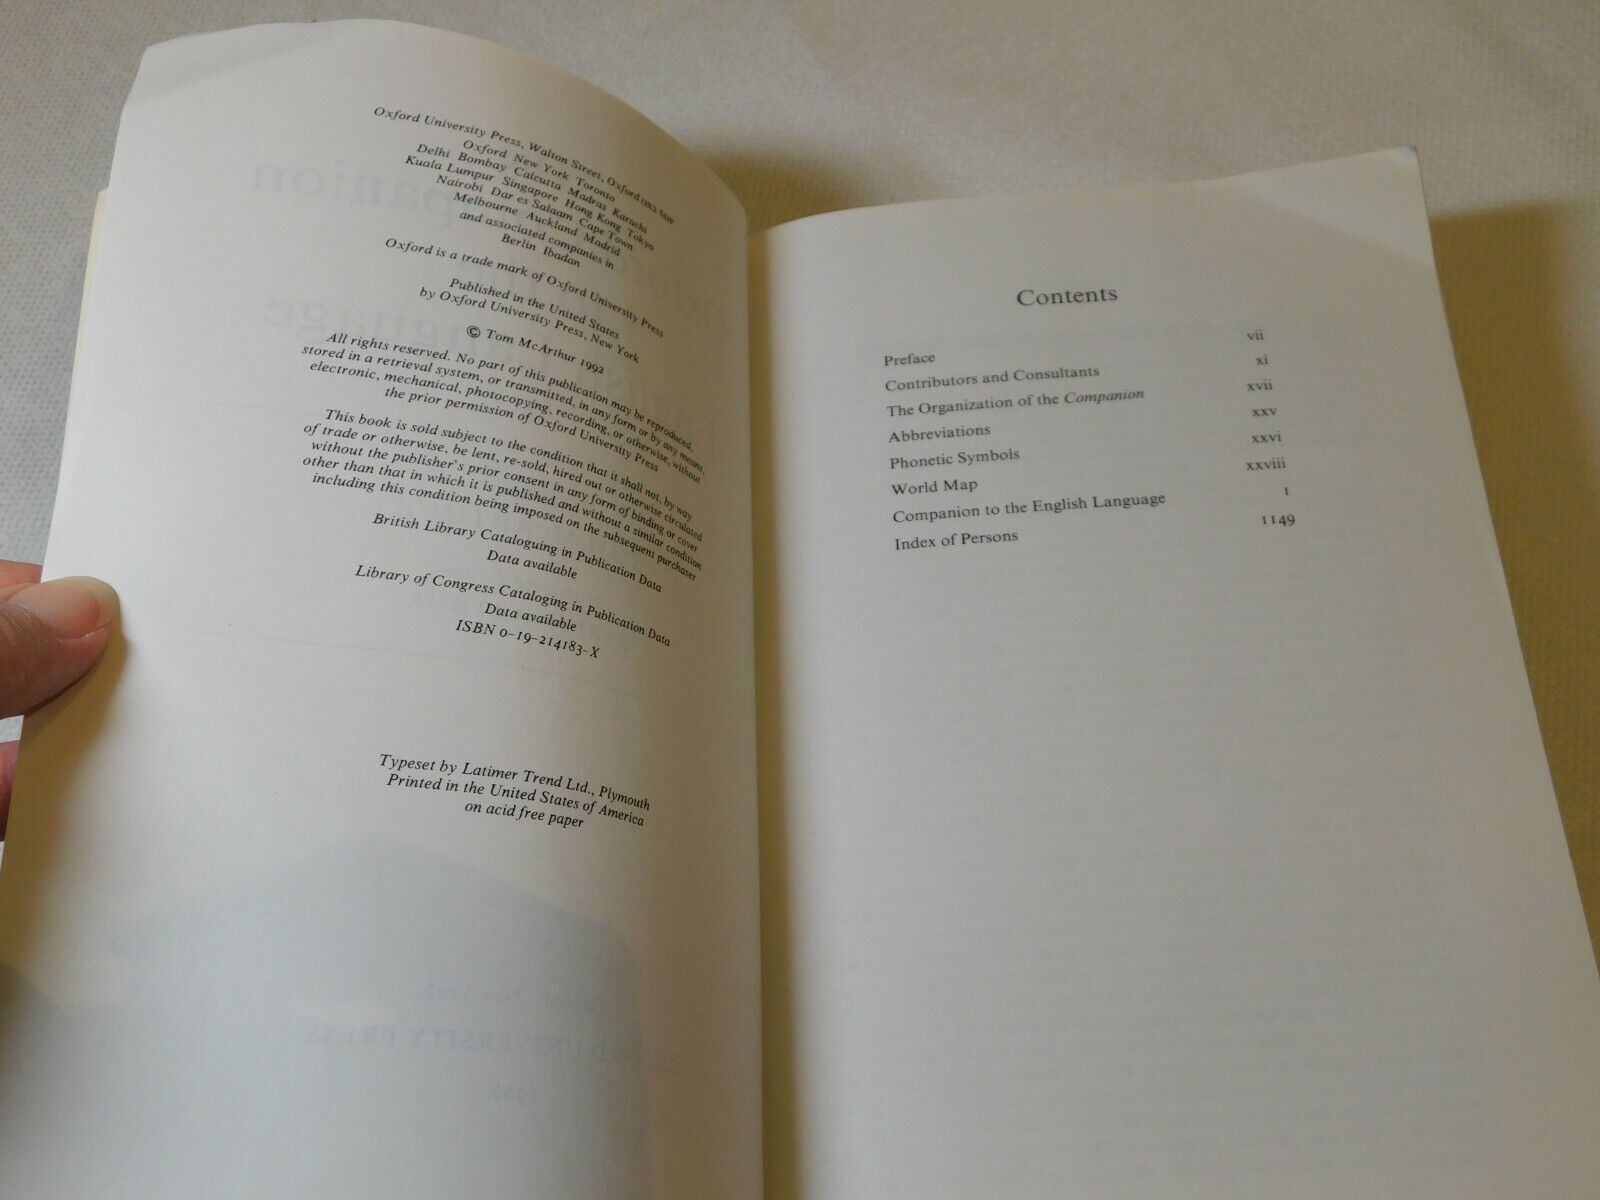 Oxford University Press, Walton Street, Oxford OX2 6DP
Oxford New York Toronto
Delhi Bombay Calcutta Madras Karachi
Kuala Lumpur Singapore Hong Kong Tokyo
Nairobi Dar es Salaam Cape Town
Melbourne Auckland Madrid
and associated companies in
Berlin Ibadan
Oxford is a trade mark of Oxford University Press
Published in the United States
by Oxford University Press, New York
© Tom McArthur 1992
All rights reserved. No part of this publication may be reproduced,
stored in a retrieval system, or transmitted, in any form or by any means,
electronic, mechanical, photocopying, recording, or otherwise, without
the prior permission of Oxford University Press
This book is sold subject to the condition that it shall not, by way
of trade or otherwise, be lent, re-sold, hired out or otherwise circulated
without the publisher's prior consent in any form of binding or cover
other than that in which it is published and without a similar condition
including this condition being imposed on the subsequent purchaser
British Library Cataloguing in Publication Data
Data available
Library of Congress Cataloging in Publication Data
Data available
ISBN 0-19-214183-X
Typeset by Latimer Trend Ltd., Plymouth
Printed in the United States of America
on acid free paper
Contents
Preface vii
Contributors and Consultants xi
The Organization of the Companion xvii
Abbreviations xxv
Phonetic Symbols xxvi
World Map xxviii
Companion to the English Language 1
Index of Persons 1149